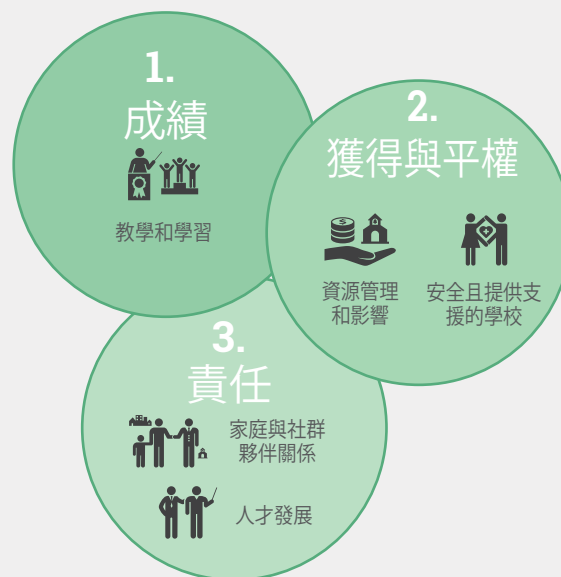 1.
成績
教學和學習
2.
獲得與平權
資源管理
和影響
安全且提供支
援的學校
3.
責任
家庭與社群
夥伴關係
人才發展